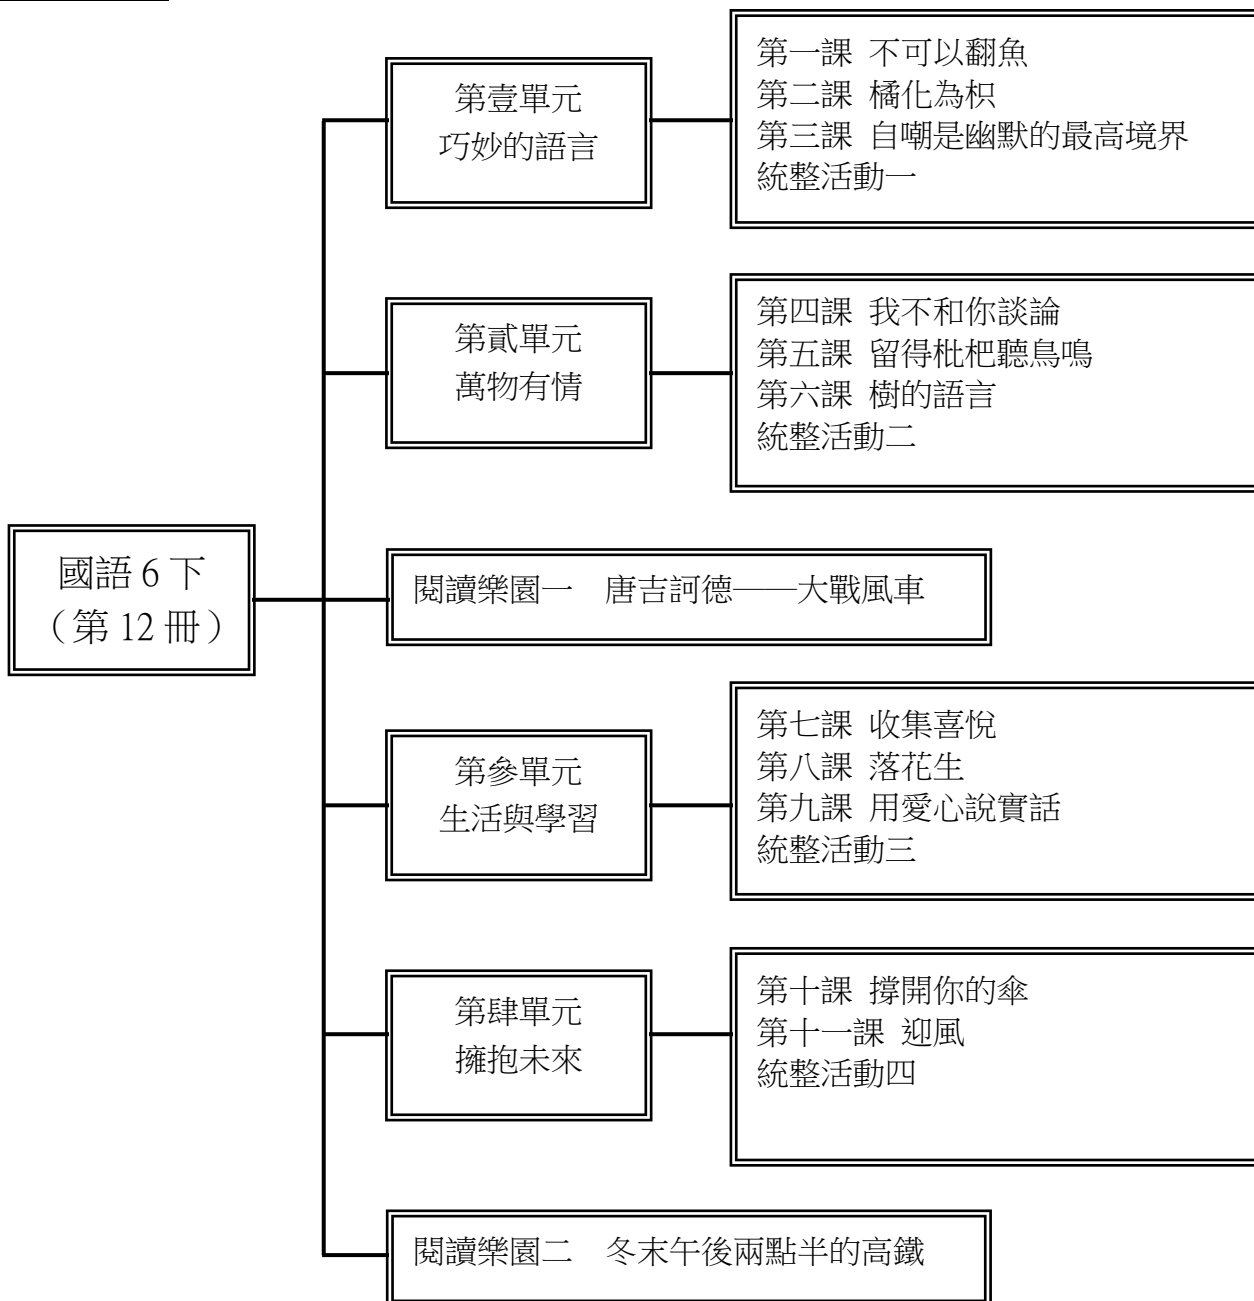 第壹單元
巧妙的語言
第一課 不可以翻魚
第二課 橘化為枳
第三課 自嘲是幽默的最高境界
統整活動一
第貳單元
萬物有情
第四課 我不和你談論
第五課 留得枇杷聽鳥鳴
第六課 樹的語言
統整活動二
國語 6 下
（第 12 冊）
閱讀樂園一 唐吉訶德——大戰風車
第參單元
生活與學習
第七課 收集喜悅
第八課 落花生
第九課 用愛心說實話
統整活動三
第肆單元
擁抱未來
第十課 撐開你的傘
第十一課 迎風
統整活動四
閱讀樂園二 冬末午後兩點半的高鐵